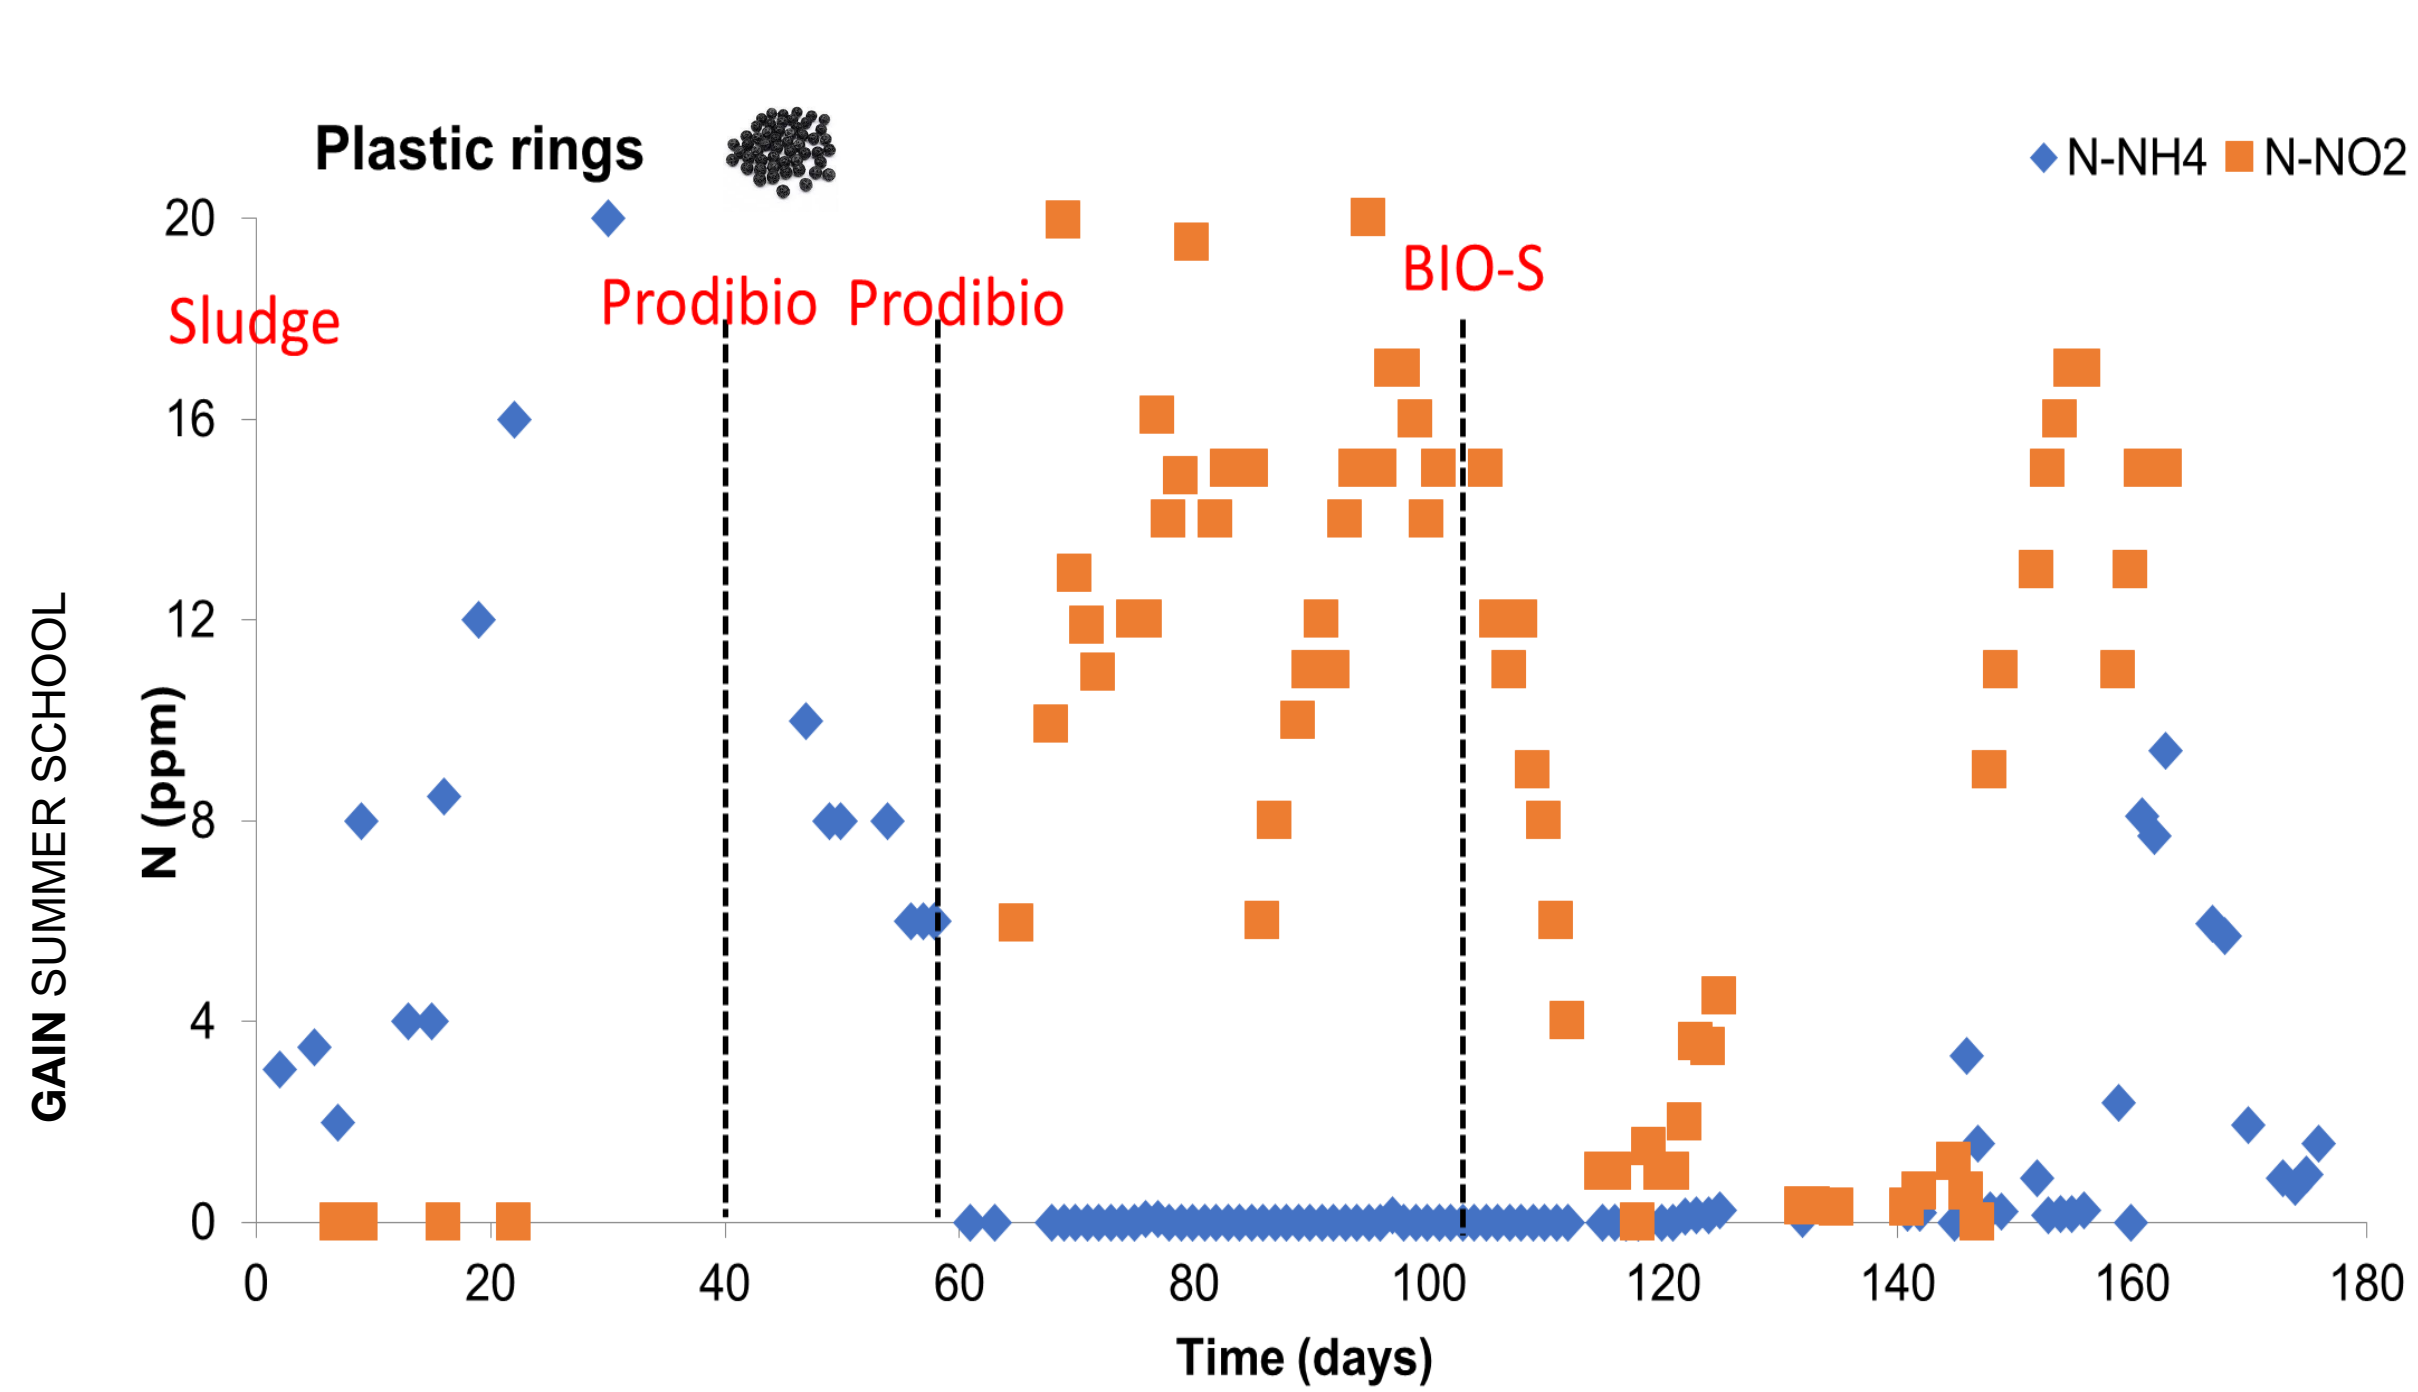 Plastic rings
N-NH4 N-NO2
Sludge
Prodibio
Prodibio
BIO-S
20
16
12
8
4
0
N (ppm)
GAIN SUMMER SCHOOL
0 20 40 60 80 100 120 140 160 180
Time (days)